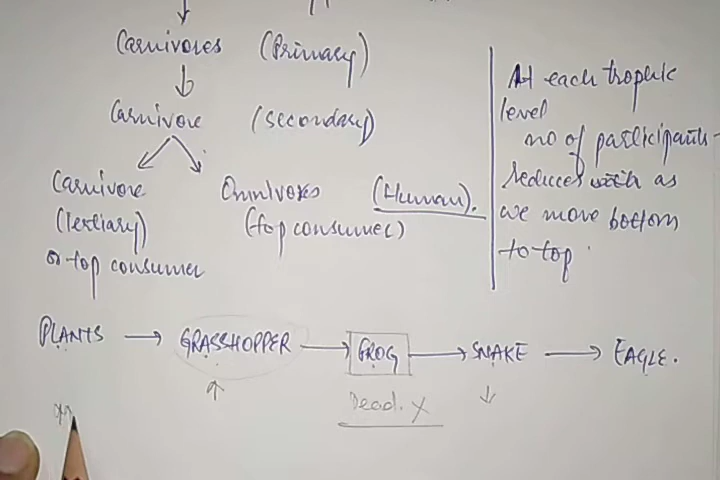 Carnivores (Primary)
Carnivore (Secondary)
Carnivore (tertiary) or top consumer
Omnivores (top consumer)
(Human).
At each trophic
level
no of participants
reduces as
we move bottom
to top
PLANTS → GRASSHOPPER → FROG → SNAKE → EAGLE.
↑ Dead. X ↓